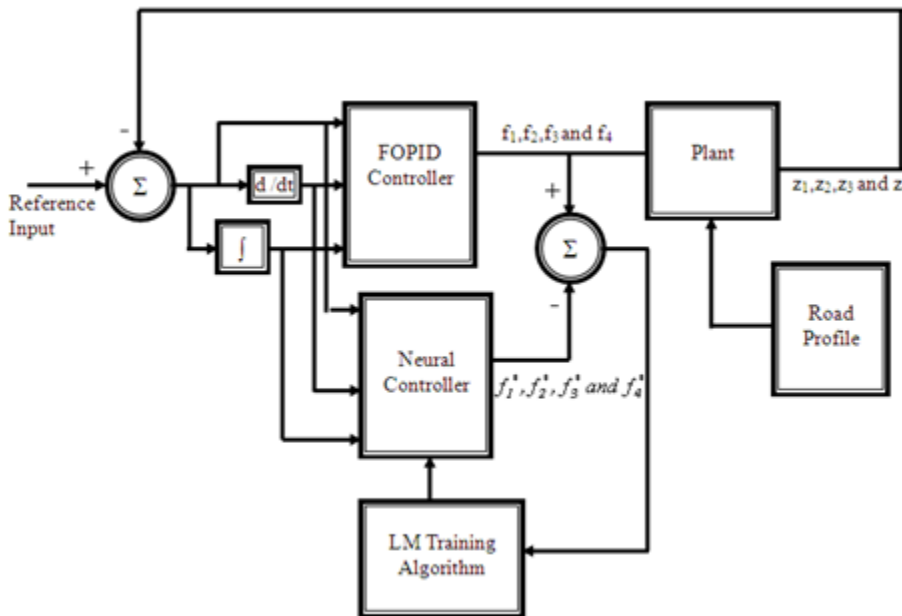 -
+
Σ
Reference
Input
d/dt
∫
FOPID
Controller
f₁,f₂,f₃ and f₄
Plant
z₁,z₂,z₃ and z
+
Σ
-
Road
Profile
Neural
Controller
f₁*, f₂*, f₃* and f₄*
LM Training
Algorithm